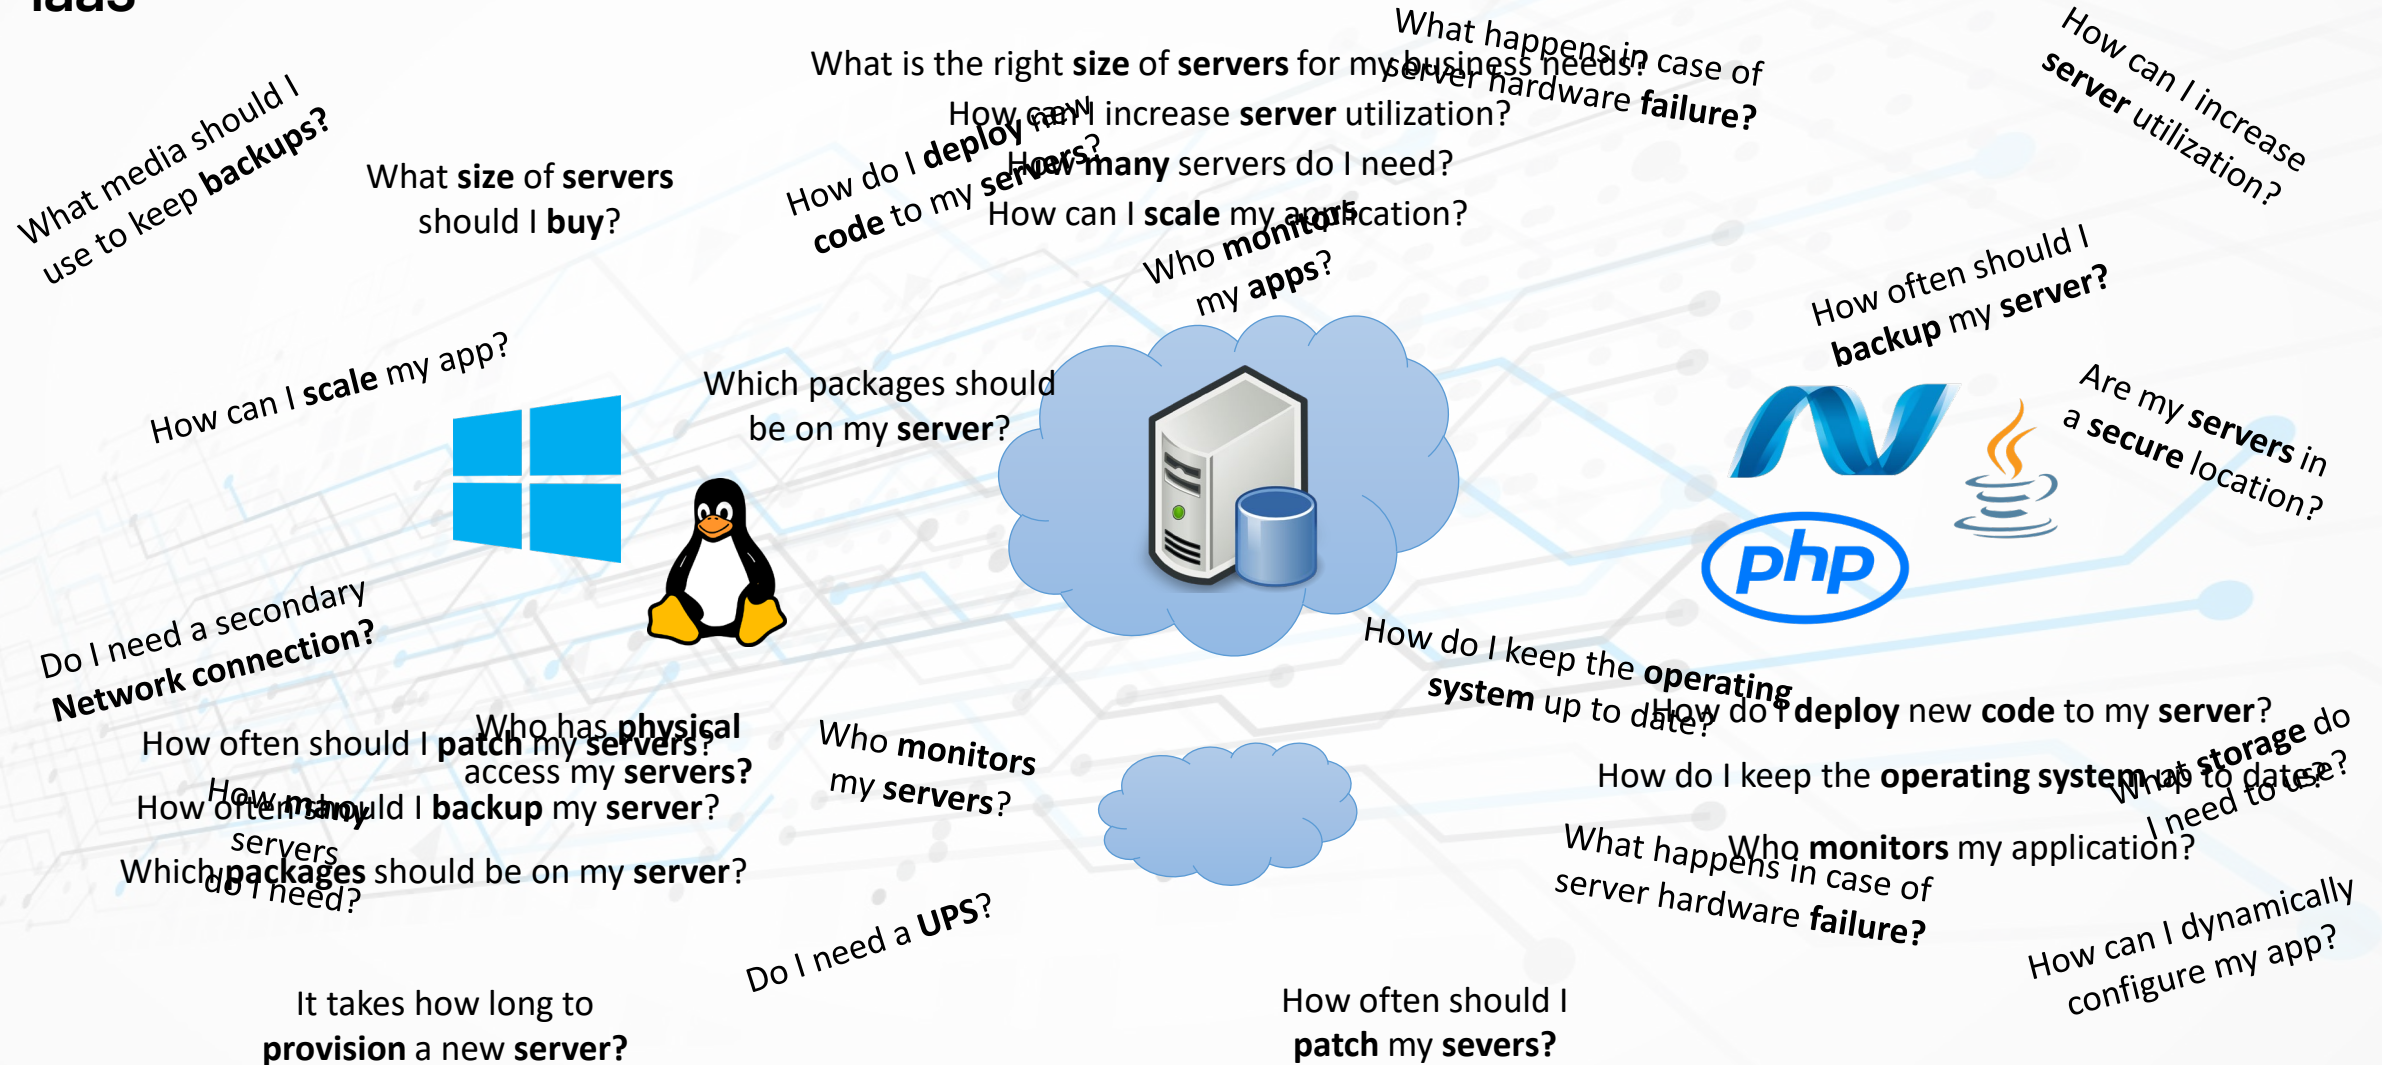 IaaS
What happens in case of
server hardware failure?
How can I increase
server utilization?
What is the right size of servers for my business needs?
How can I increase server utilization?
How many servers do I need?
How can I scale my application?
What media should I
use to keep backups?
What size of servers
should I buy?
How do I deploy new
code to my servers?
Who monitors
my apps?
How often should I
backup my server?
How can I scale my app?
Which packages should
be on my server?
Are my servers in
a secure location?
php
Do I need a secondary
Network connection?
How do I keep the operating
system up to date?
Who has physical
access my servers?
How often should I patch my servers?
How often should I backup my server?
Which packages should be on my server?
How many
servers
do I need?
Who monitors
my servers?
How do I deploy new code to my server?
How do I keep the operating system up to date?
Who monitors my application?
What storage do
I need to use?
What happens in case of
server hardware failure?
Do I need a UPS?
How can I dynamically
configure my app?
It takes how long to
provision a new server?
How often should I
patch my severs?